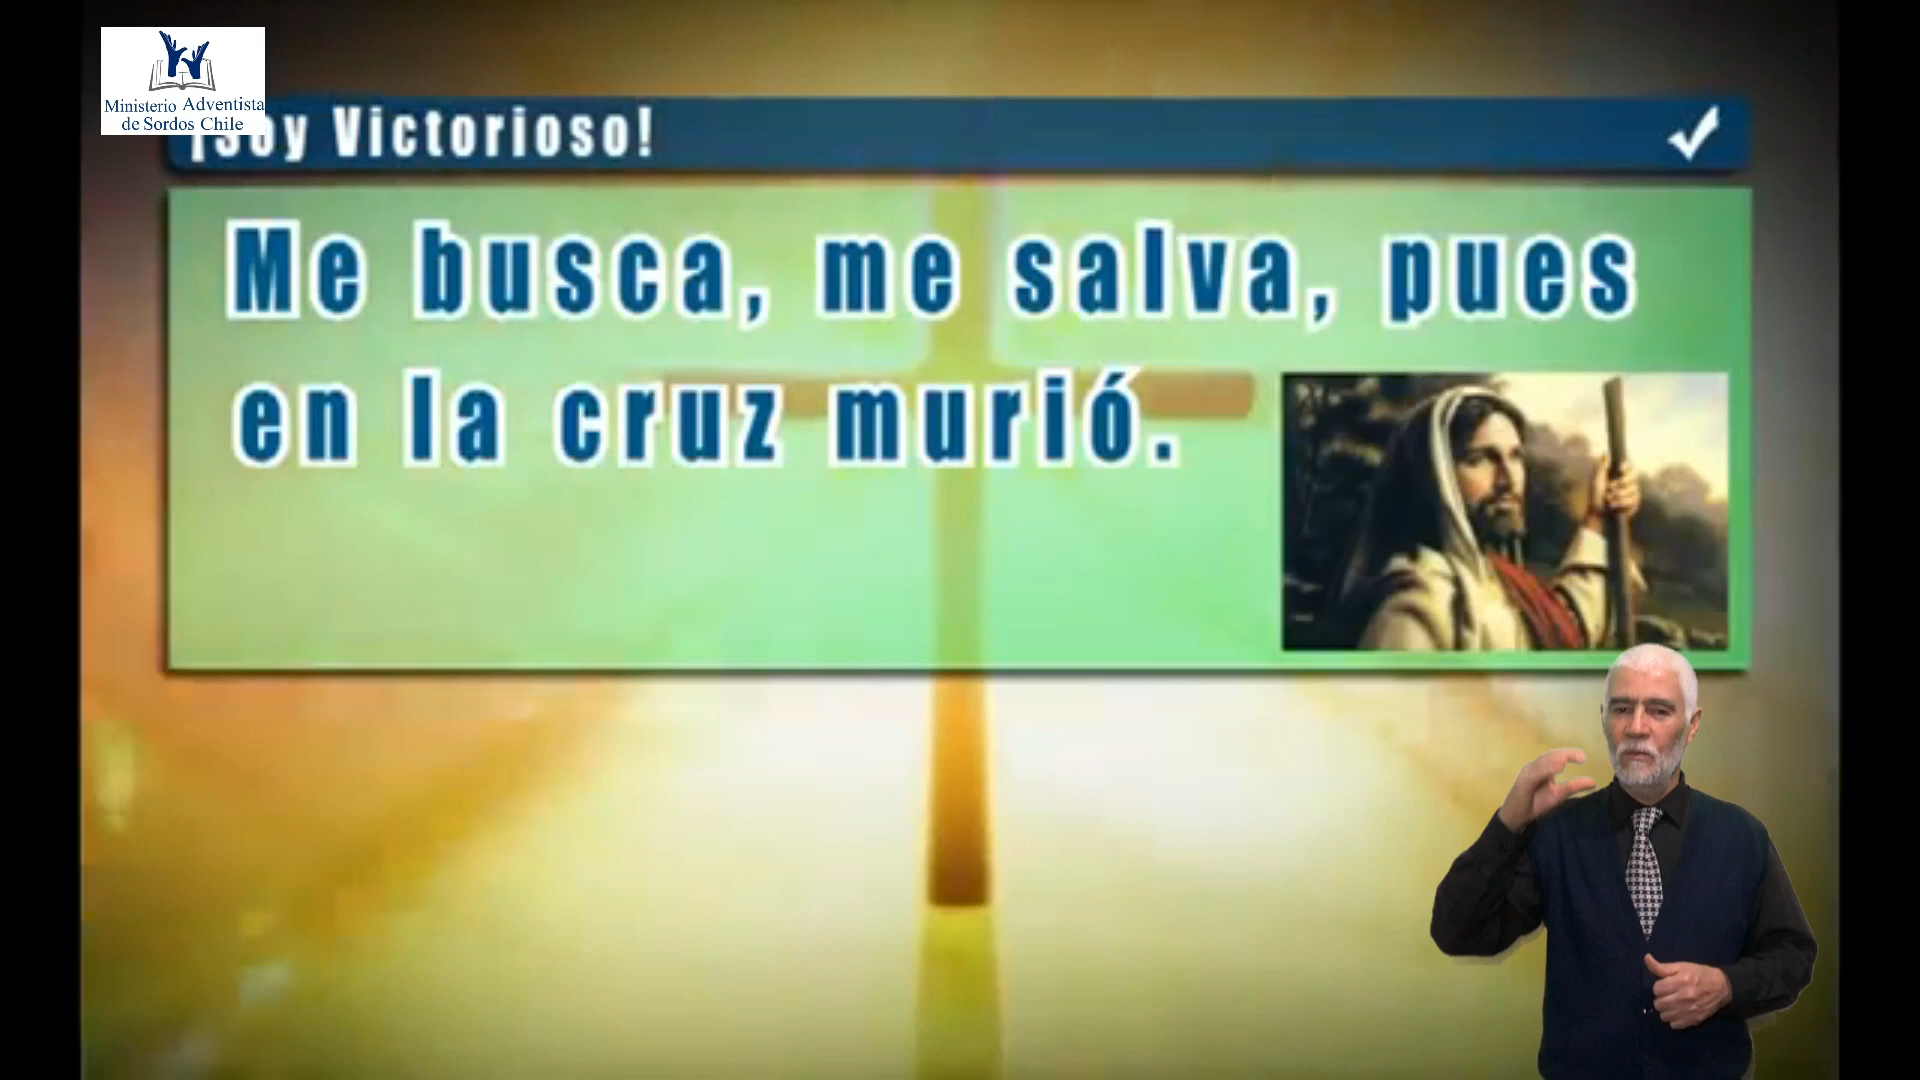 Ministerio Adventista
de Sordos Chile
¡Soy Victorioso!
Me busca, me salva, pues
en la cruz murió.